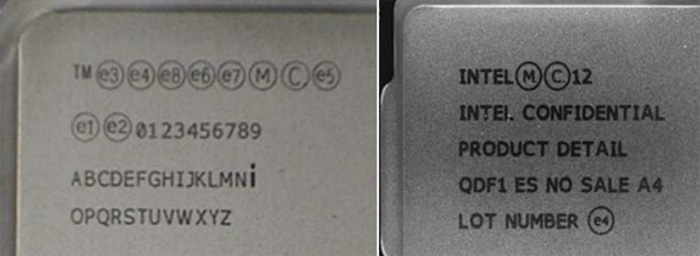 ™ e3 e4 e8 e6 e7 M C e5
e1 e2 0123456789
ABCDEFGHIJKLMNi
OPQRSTUVWXYZ
INTEL Ⓜ Ⓒ 12
INTEL CONFIDENTIAL
PRODUCT DETAIL
QDF1 ES NO SALE A4
LOT NUMBER e4